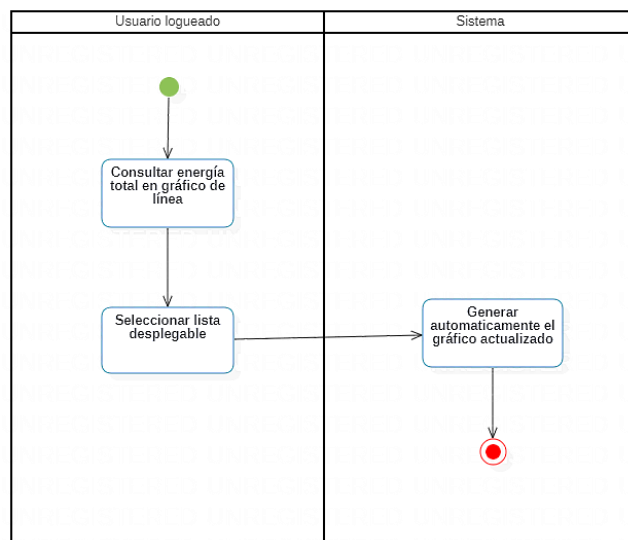 Usuario logueado
Sistema
Consultar energía
total en gráfico de
línea
Seleccionar lista
desplegable
Generar
automaticamente el
gráfico actualizado